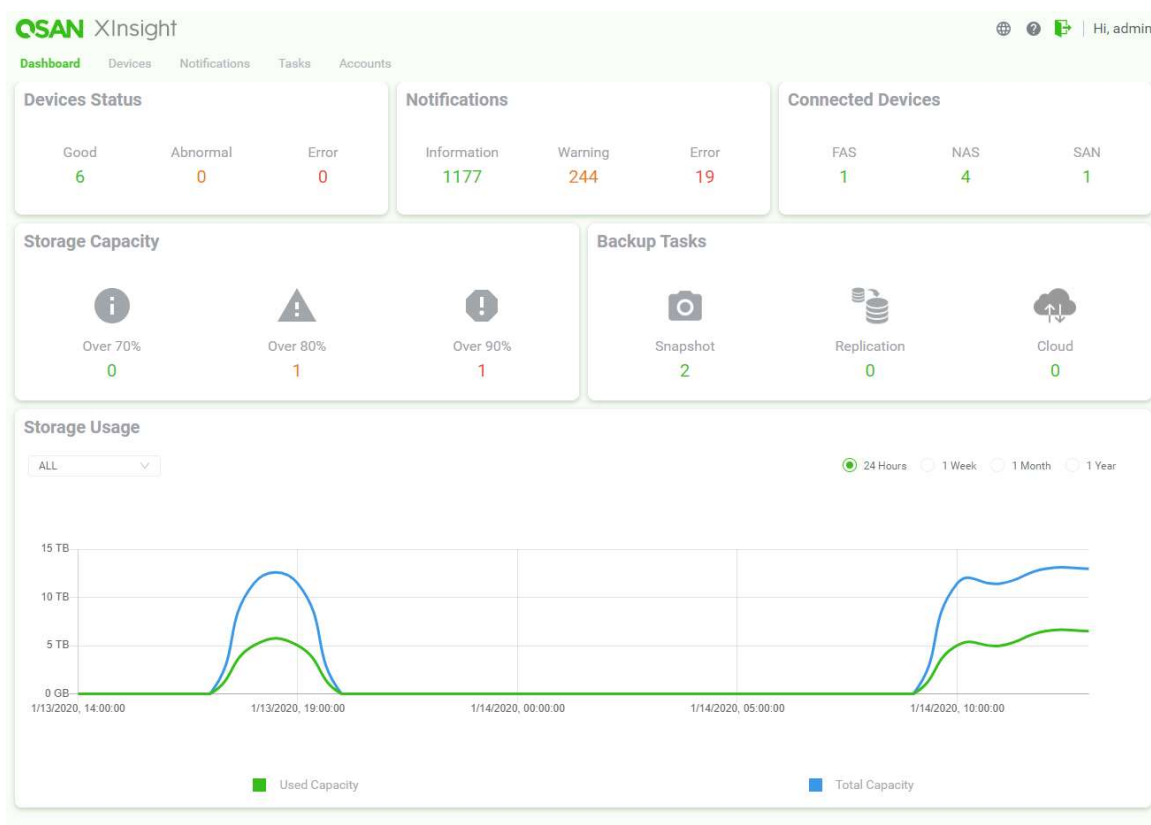 QSAN XInsight
Hi, admin
Dashboard Devices Notifications Tasks Accounts
Devices Status
Good Abnormal Error
6 0 0
Notifications
Information Warning Error
1177 244 19
Connected Devices
FAS NAS SAN
1 4 1
Storage Capacity
Over 70% Over 80% Over 90%
0 1 1
Backup Tasks
Snapshot Replication Cloud
2 0 0
Storage Usage
ALL
24 Hours 1 Week 1 Month 1 Year
15 TB
10 TB
5 TB
0 GB
1/13/2020, 14:00:00 1/13/2020, 19:00:00 1/14/2020, 00:00:00 1/14/2020, 05:00:00 1/14/2020, 10:00:00
Used Capacity Total Capacity